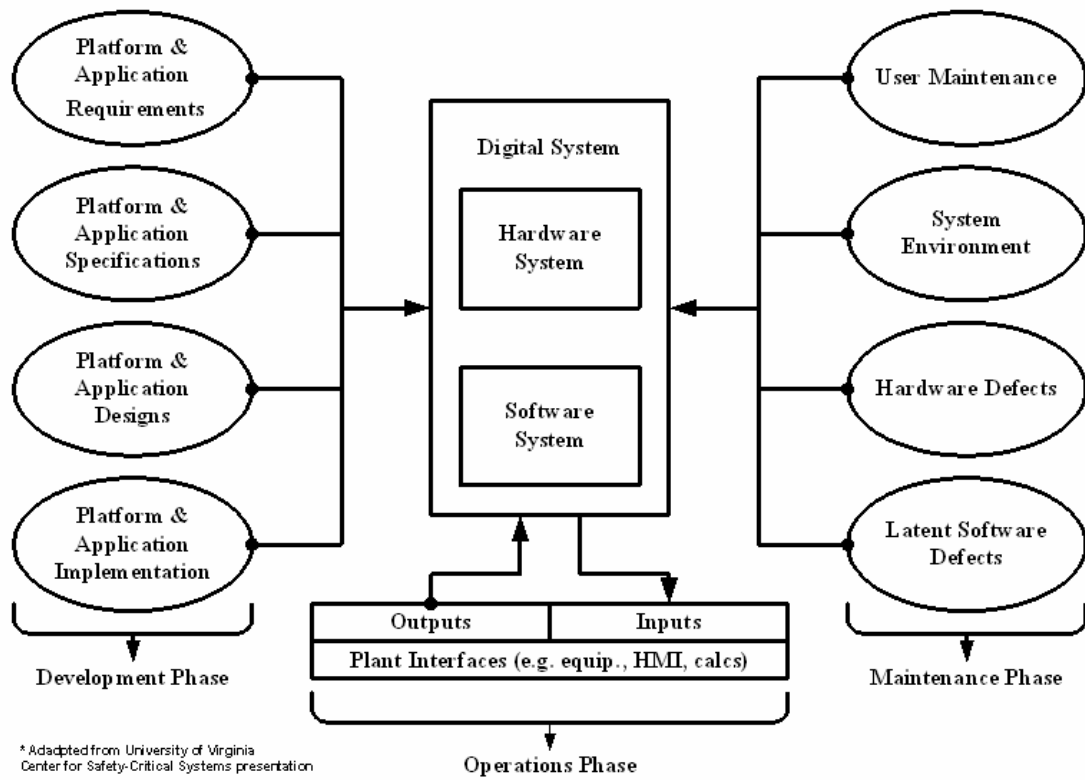 Platform &
Application
Requirements
Platform &
Application
Specifications
Platform &
Application
Designs
Platform &
Application
Implementation
Development Phase
Digital System
Hardware
System
Software
System
Outputs
Inputs
Plant Interfaces (e.g. equip., HMI, calcs)
Operations Phase
User Maintenance
System
Environment
Hardware Defects
Latent Software
Defects
Maintenance Phase
* Adadpted from University of Virginia
Center for Safety-Critical Systems presentation